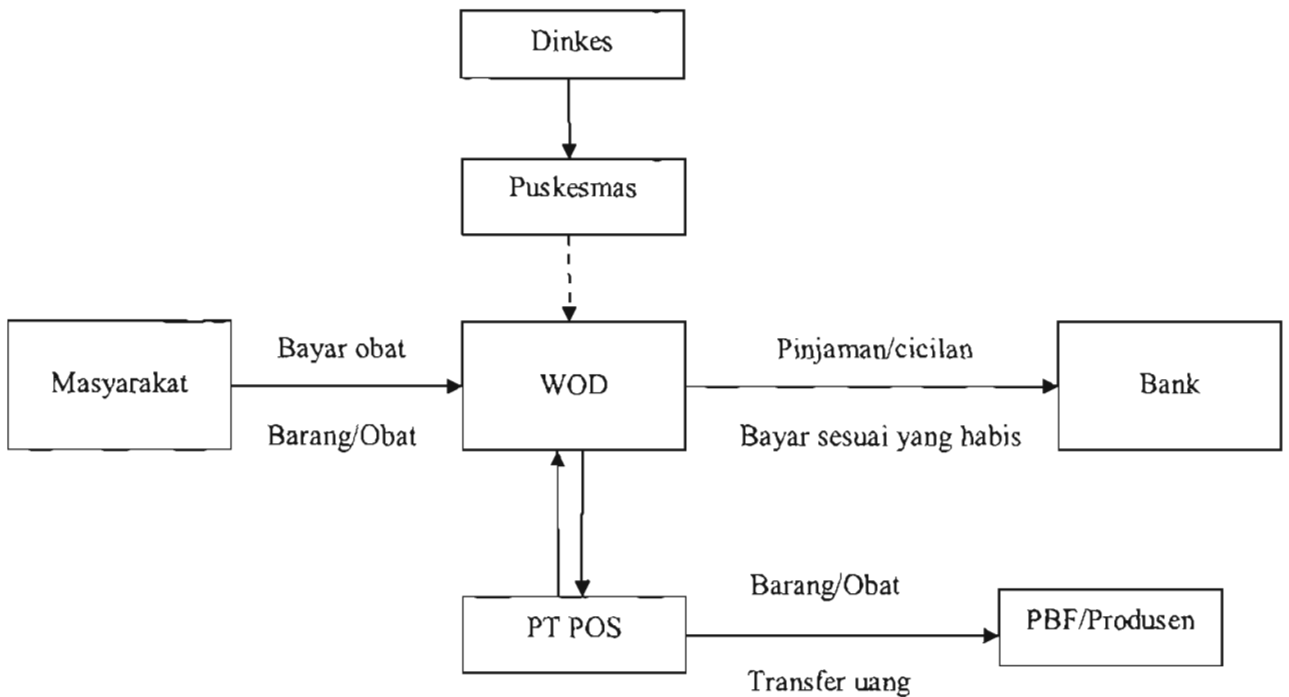 Dinkes
Puskesmas
Bayar obat
Pinjaman/cicilan
Masyarakat
WOD
Bank
Barang/Obat
Bayar sesuai yang habis
Barang/Obat
PT POS
PBF/Produsen
Transfer uang